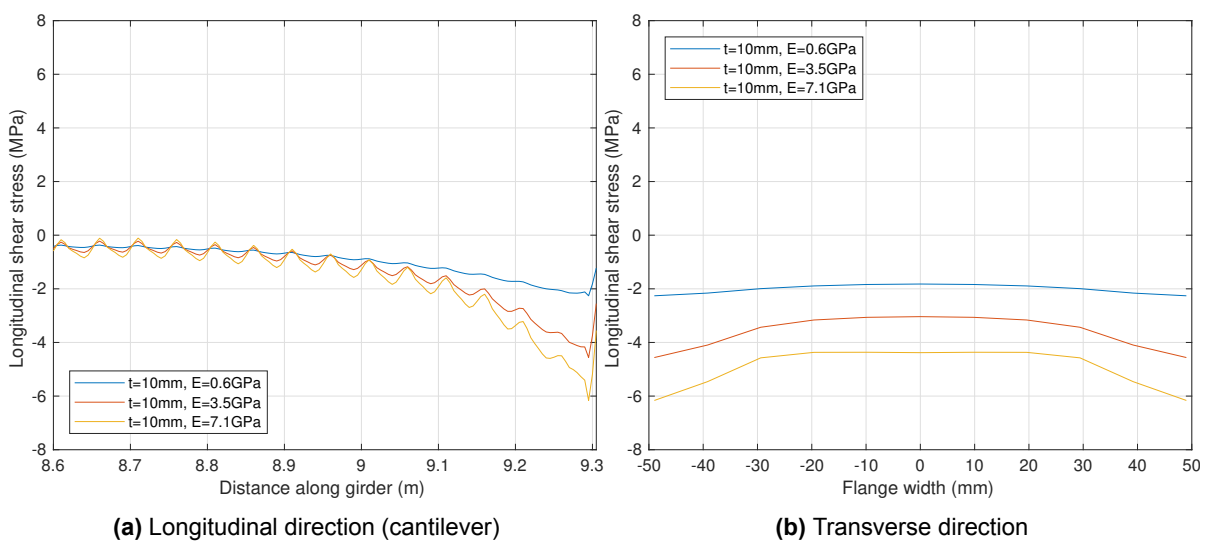 8
6
4
2
0
-2
-4
-6
-8
Longitudinal shear stress (MPa)
t=10mm, E=0.6GPa
t=10mm, E=3.5GPa
t=10mm, E=7.1GPa
8.6 8.7 8.8 8.9 9 9.1 9.2 9.3
Distance along girder (m)
(a) Longitudinal direction (cantilever)
8
6
4
2
0
-2
-4
-6
-8
Longitudinal shear stress (MPa)
t=10mm, E=0.6GPa
t=10mm, E=3.5GPa
t=10mm, E=7.1GPa
-50 -40 -30 -20 -10 0 10 20 30 40 50
Flange width (mm)
(b) Transverse direction